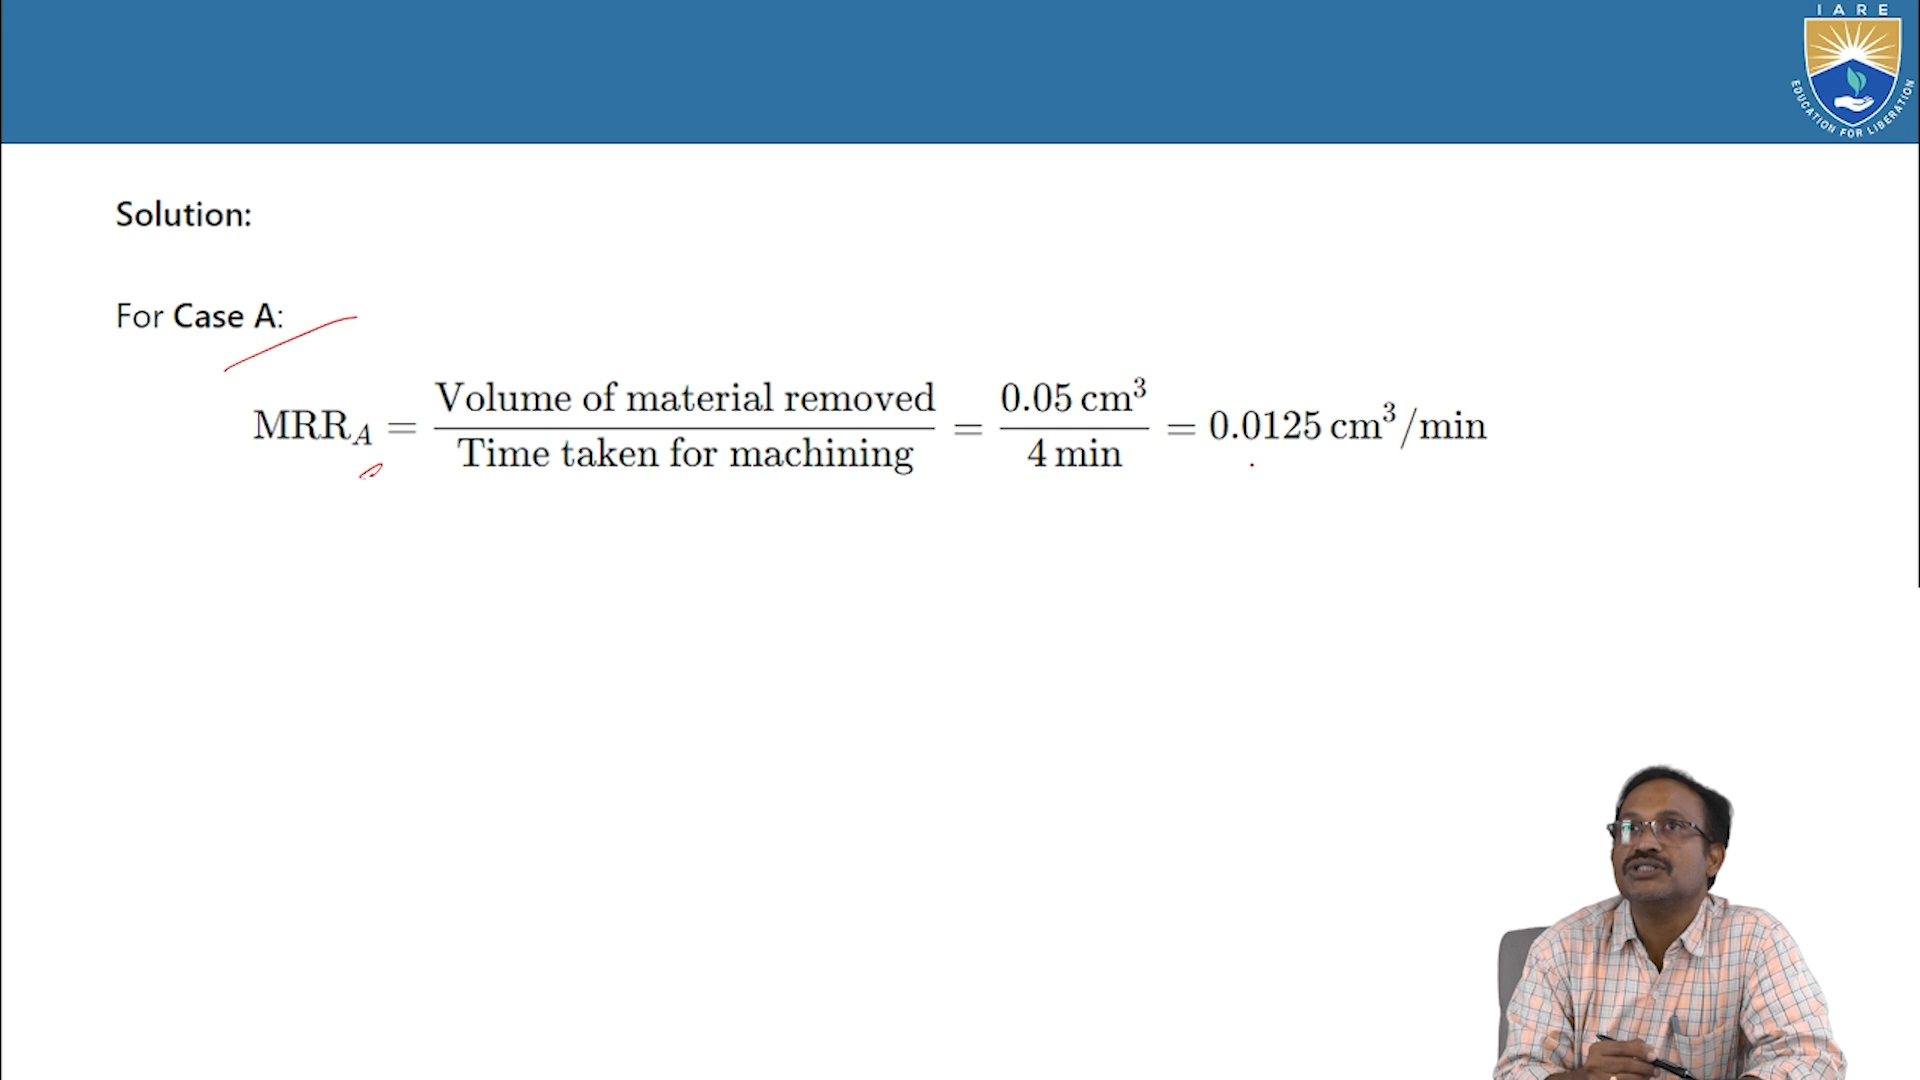 IARE
EDUCATION FOR LIBERATION
Solution:
For Case A:
MRR_A = Volume of material removed / Time taken for machining = 0.05 cm³ / 4 min = 0.0125 cm³/min